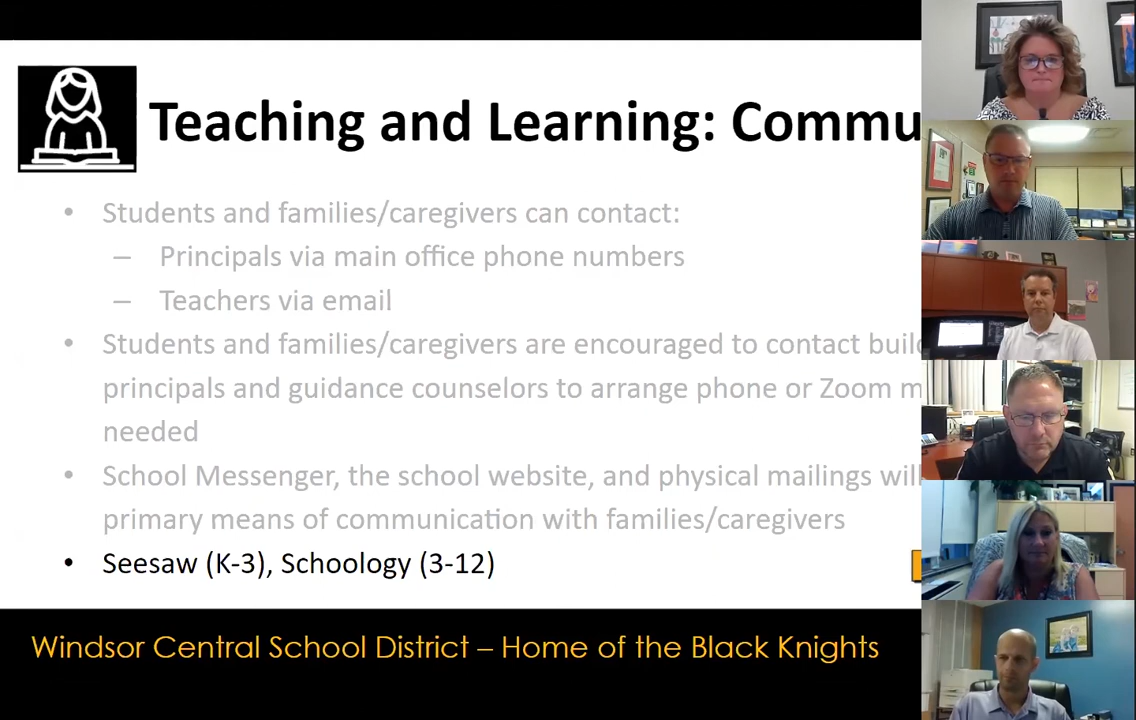 Teaching and Learning: Commu
• Students and families/caregivers can contact:
– Principals via main office phone numbers
– Teachers via email
• Students and families/caregivers are encouraged to contact buil
principals and guidance counselors to arrange phone or Zoom m
needed
• School Messenger, the school website, and physical mailings wil
primary means of communication with families/caregivers
• Seesaw (K-3), Schoology (3-12)
Windsor Central School District – Home of the Black Knights